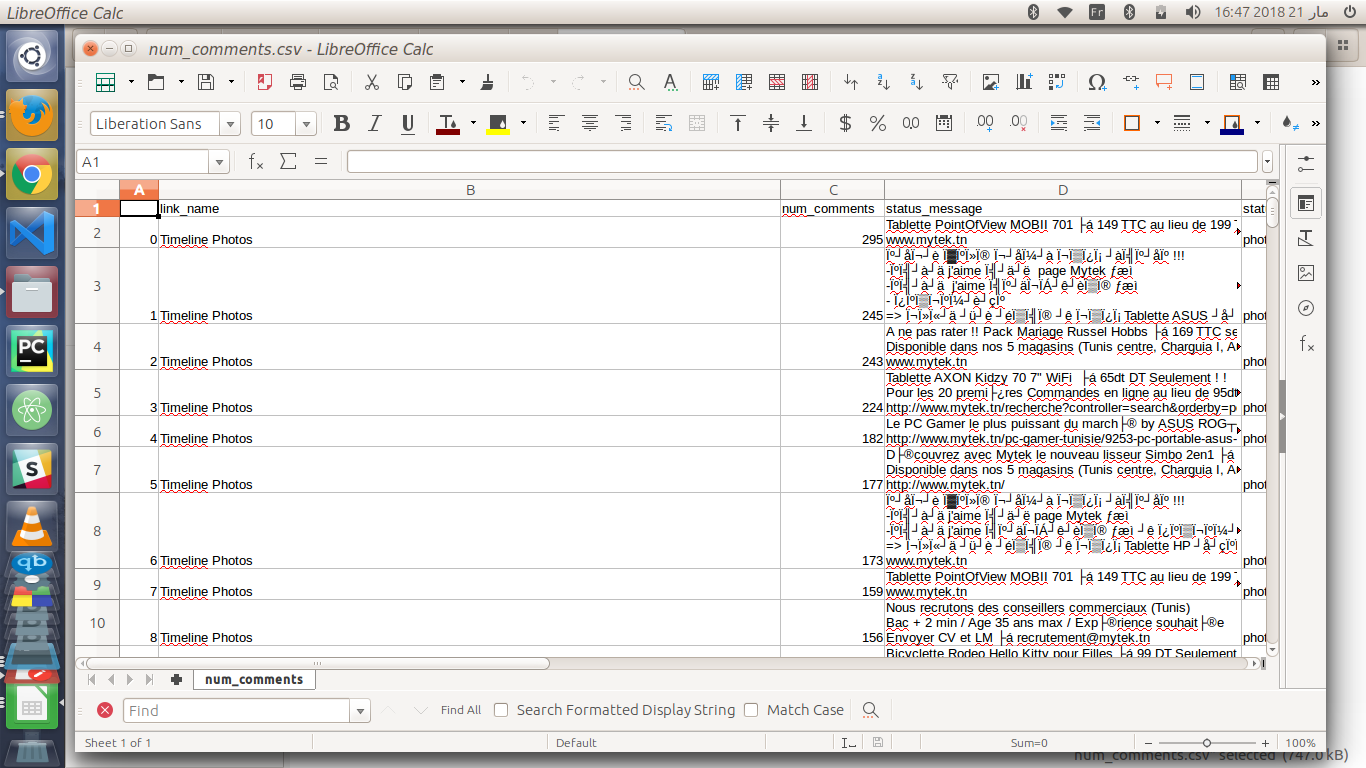 LibreOffice Calc
Fr
16:47 2018 21 مار
num_comments.csv - LibreOffice Calc
Liberation Sans
10
A1
A B C D
1 link_name num_comments status_message stat
2 0 Timeline Photos 295 Tablette PointOfView MOBII 701 ├á 149 TTC au lieu de 199
www.mytek.tn
phot
3 1 Timeline Photos 245
j'aime page Mytek
j'aime
Tablette ASUS
phot
4 2 Timeline Photos 243 A ne pas rater !! Pack Mariage Russel Hobbs ├á 169 TTC se
Disponible dans nos 5 magasins (Tunis centre, Charguia I, A
www.mytek.tn
phot
5 3 Timeline Photos 224 Tablette AXON Kidzy 70 7" WiFi ├á 65dt DT Seulement ! !
Pour les 20 premi├¿res Commandes en ligne au lieu de 95d
http://www.mytek.tn/recherche?controller=search&orderby=p
phot
6 4 Timeline Photos 182 Le PC Gamer le plus puissant du march├® by ASUS ROG┬
http://www.mytek.tn/pc-gamer-tunisie/9253-pc-portable-asus-
phot
7 5 Timeline Photos 177 D├®couvrez avec Mytek le nouveau lisseur Simbo 2en1 ├á
Disponible dans nos 5 magasins (Tunis centre, Charguia I, A
http://www.mytek.tn/
phot
8 6 Timeline Photos 173
j'aime page Mytek
j'aime
Tablette HP
www.mytek.tn
phot
9 7 Timeline Photos 159 Tablette PointOfView MOBII 701 ├á 149 TTC au lieu de 199
www.mytek.tn
phot
10 8 Timeline Photos 156 Nous recrutons des conseillers commerciaux (Tunis)
Bac + 2 min / Age 35 ans max / Exp├®rience souhait├®e
Envoyer CV et LM ├á recrutement@mytek.tn
phot
Bicyclette Rodeo Hello Kitty pour Filles ├á 99 DT Seulement
num_comments
Find
Find All
Search Formatted Display String
Match Case
Sheet 1 of 1
Default
Sum=0
100%
num_comments.csv" selected (747.0 kB)